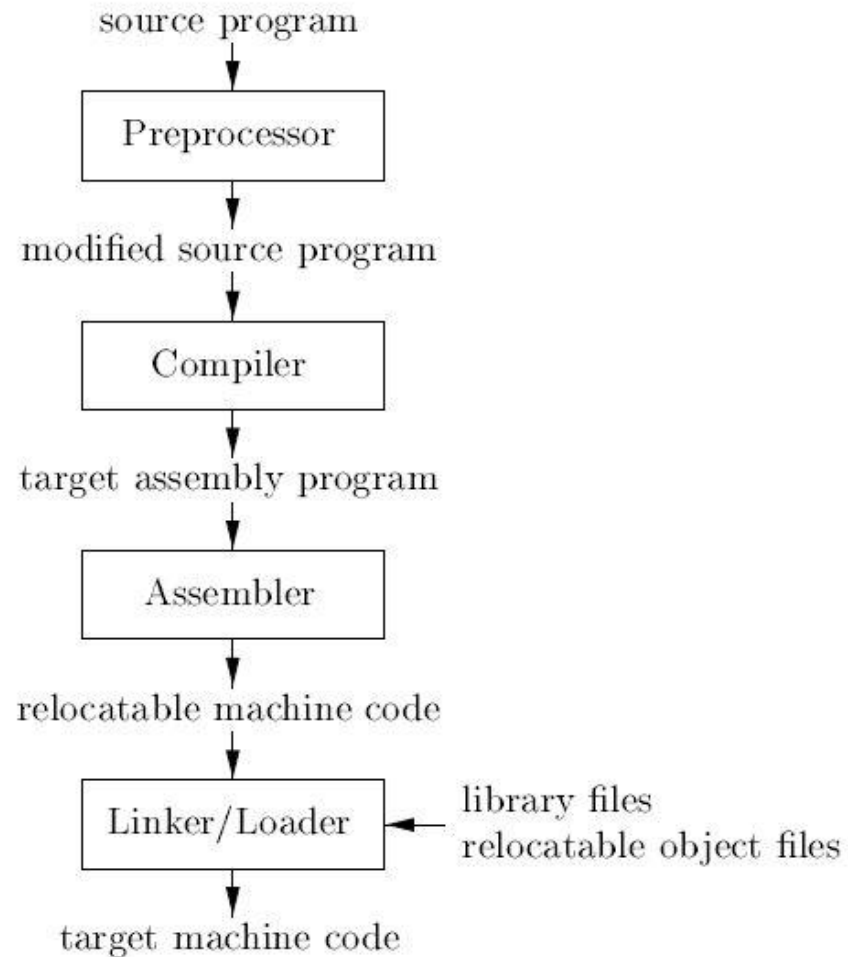 source program
Preprocessor
modified source program
Compiler
target assembly program
Assembler
relocatable machine code
Linker/Loader
library files
relocatable object files
target machine code